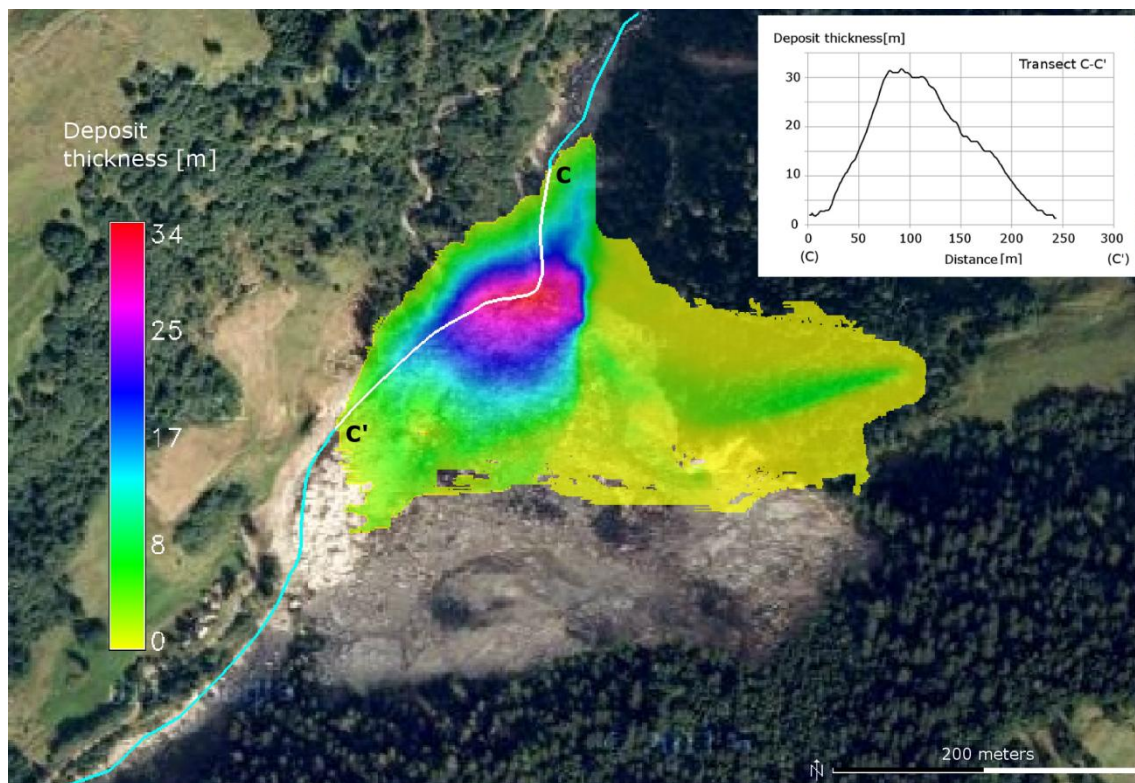 Deposit thickness[m]
Transect C-C'
30
20
10
0
0 50 100 150 200 250 300
(C) (C')
Distance [m]
Deposit
thickness [m]
34
25
17
8
0
C
C'
N
200 meters